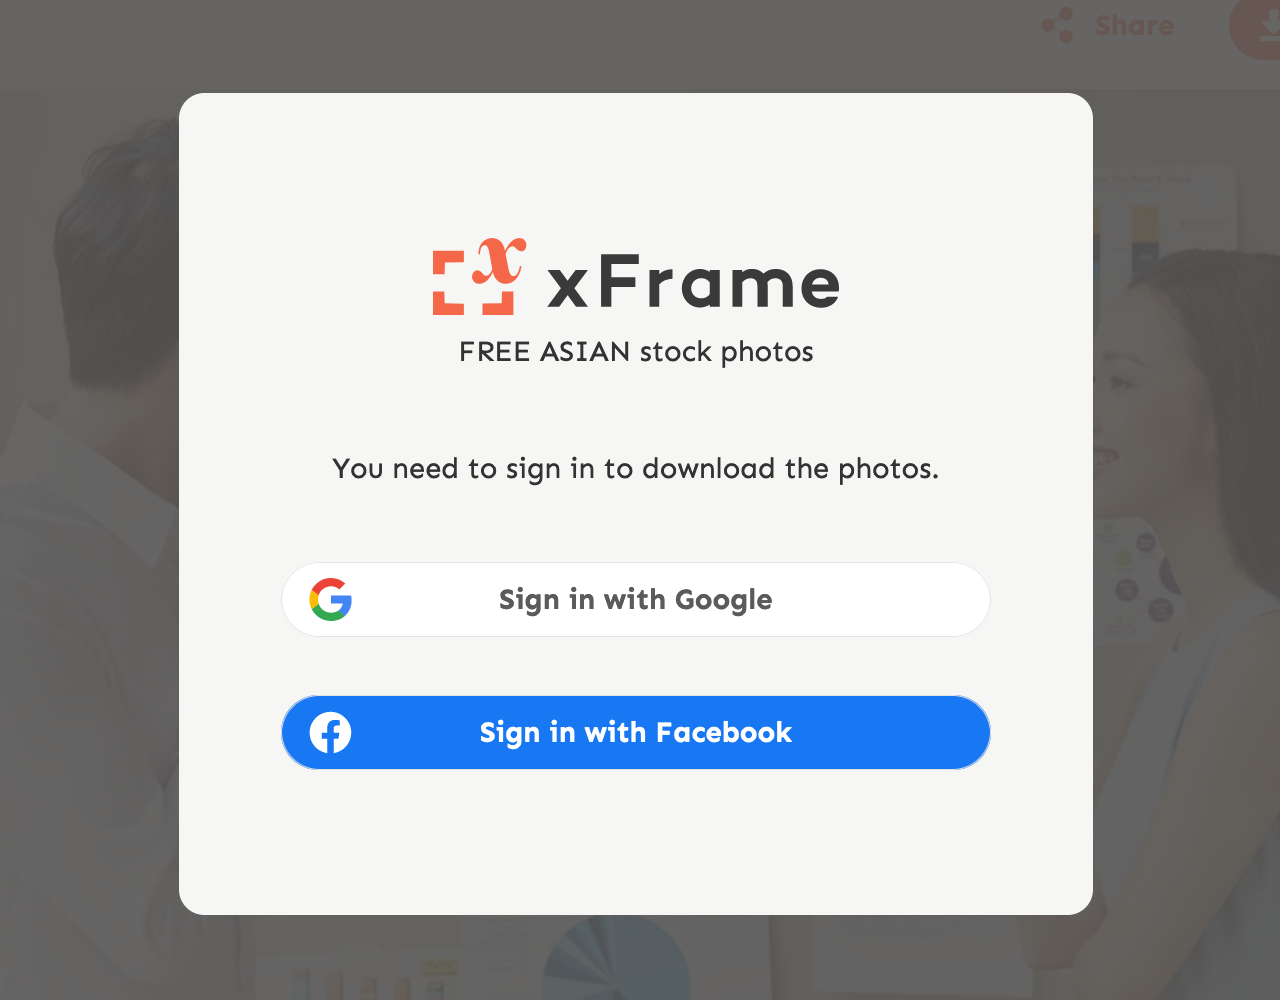 Share
xFrame
FREE ASIAN stock photos
You need to sign in to download the photos.
Sign in with Google
Sign in with Facebook